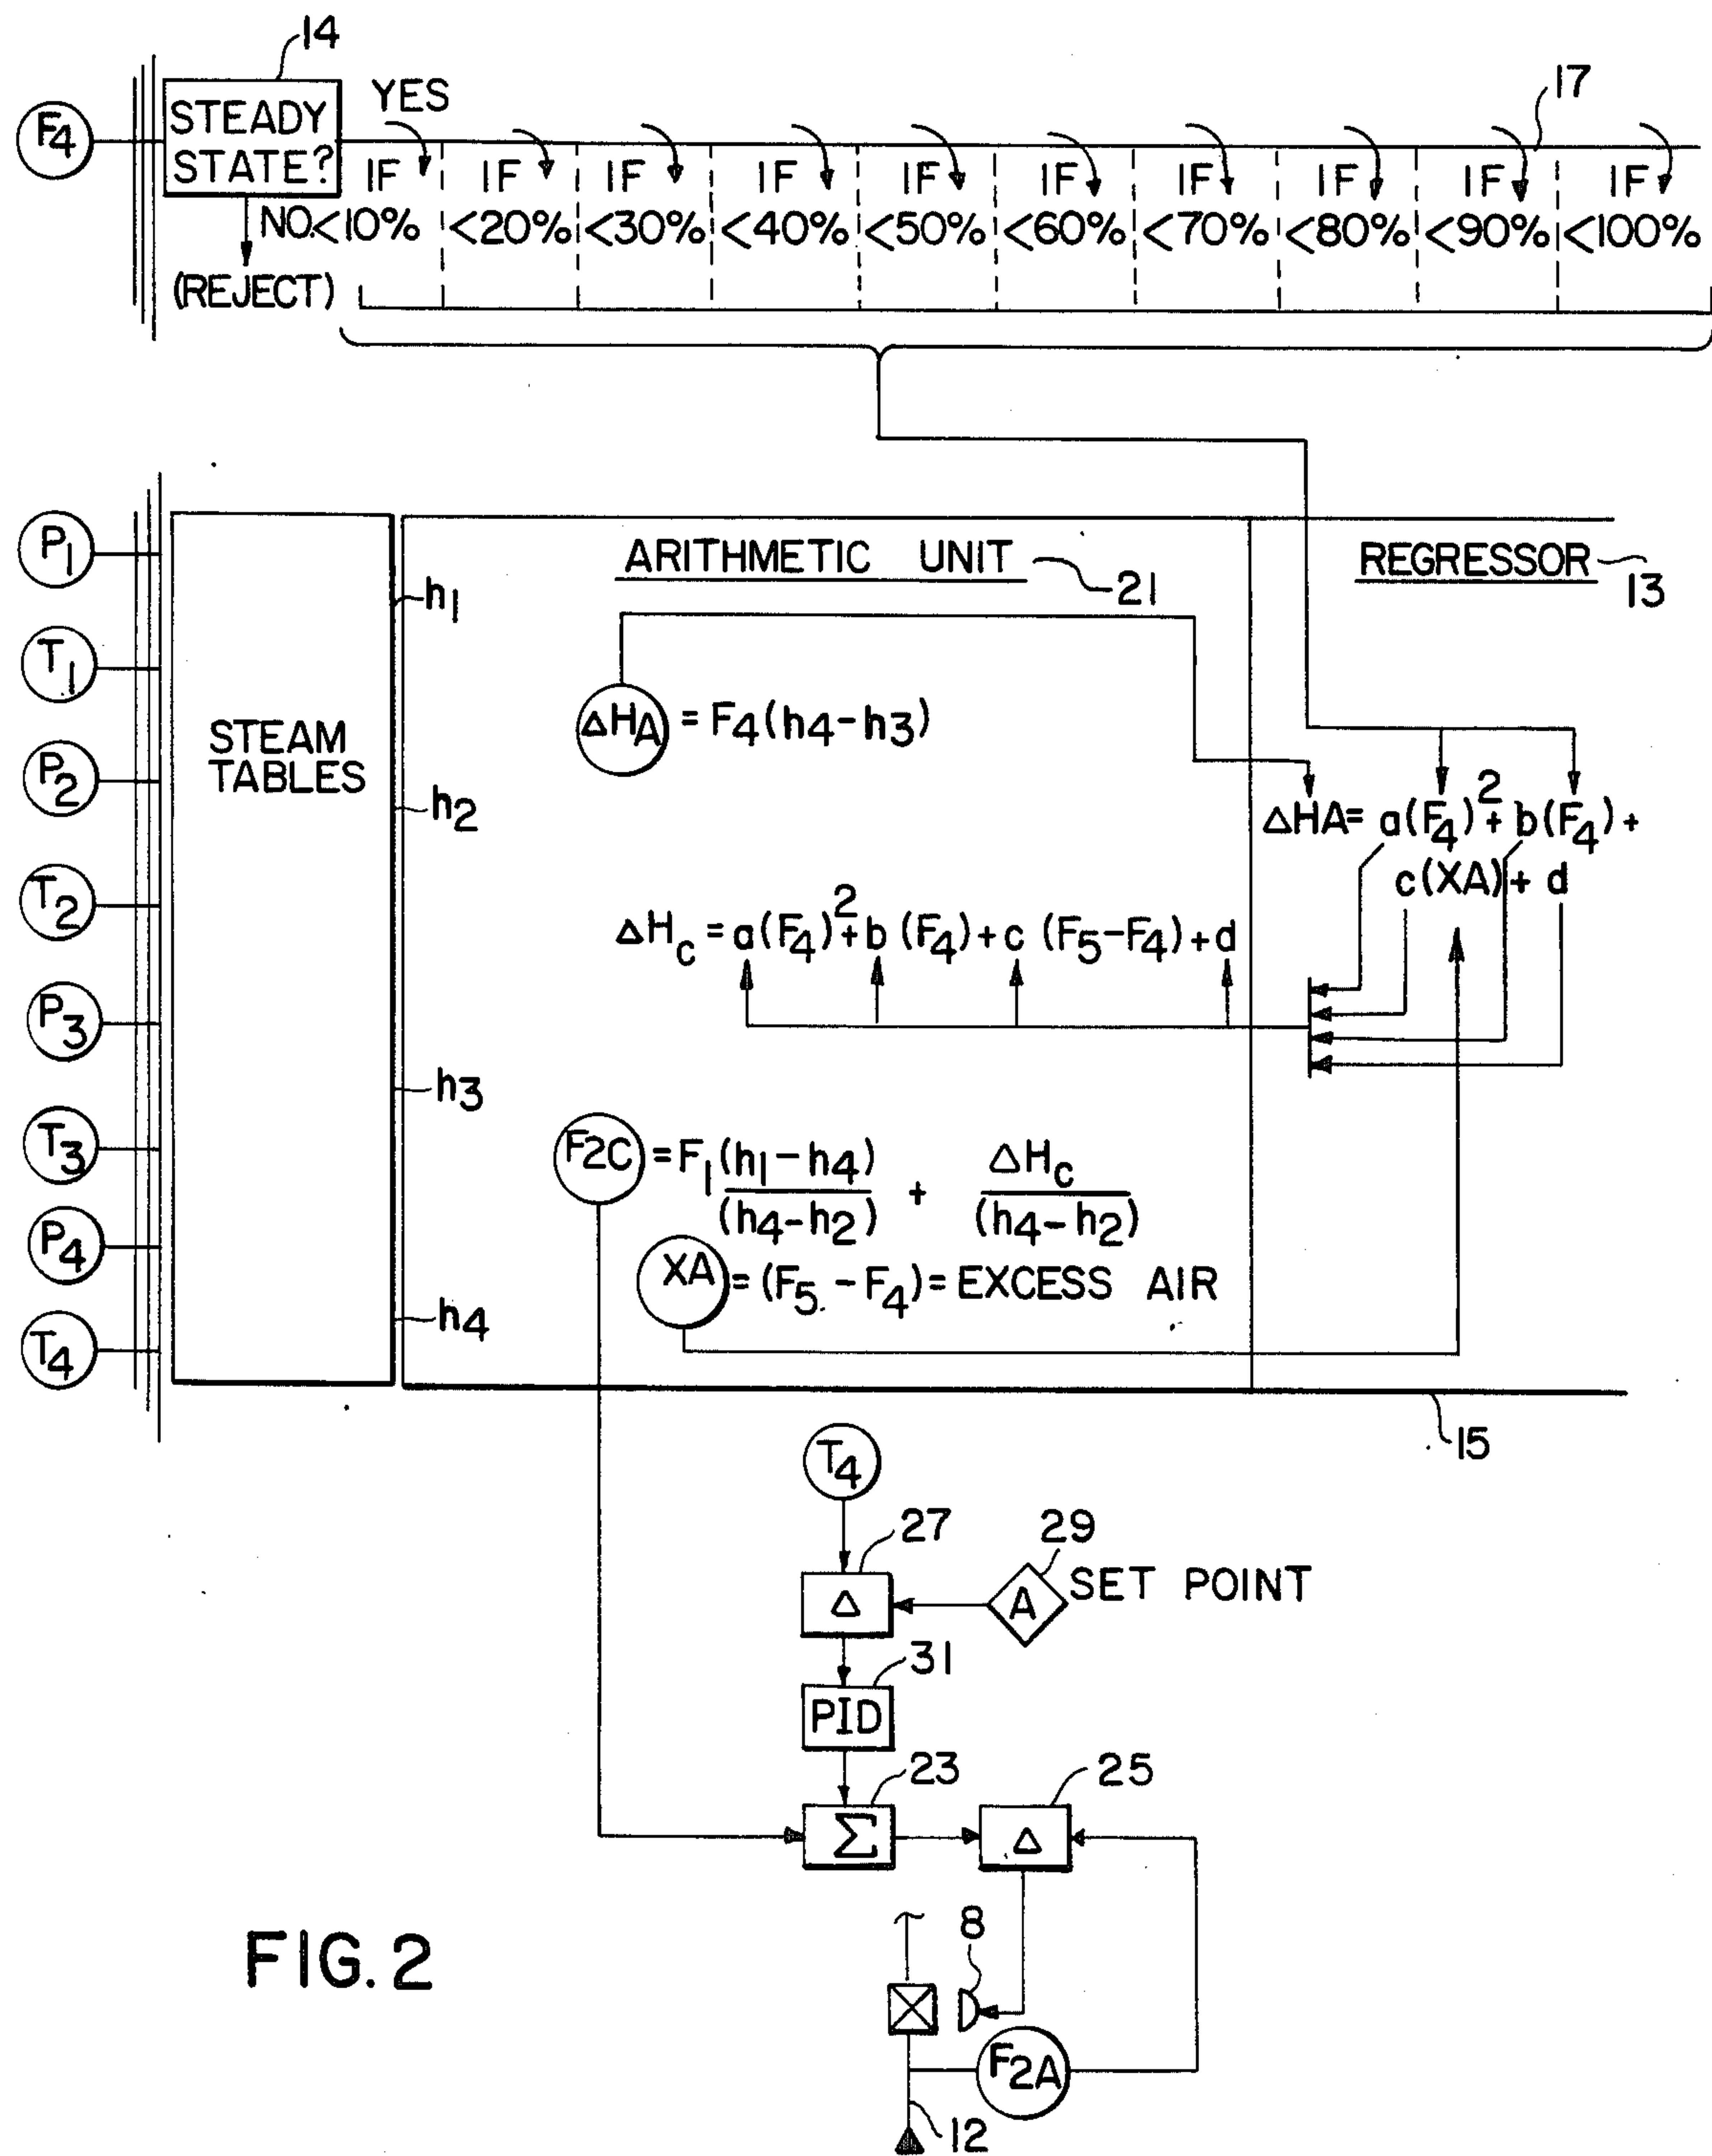 14
17
F4
STEADY STATE?
YES
NO.
(REJECT)
IF <10%
IF <20%
IF <30%
IF <40%
IF <50%
IF <60%
IF <70%
IF <80%
IF <90%
IF <100%
P1
T1
P2
T2
P3
T3
P4
T4
STEAM TABLES
h1
h2
h3
h4
ARITHMETIC UNIT
21
REGRESSOR
13
ΔHA = F4(h4-h3)
ΔHA = a(F4)² + b(F4) +
c(XA) + d
ΔHc = a(F4)² + b (F4) + c (F5-F4) + d
F2C = F1 (h1-h4)/(h4-h2) + ΔHc/(h4-h2)
XA = (F5 - F4) = EXCESS AIR
15
T4
27
29
Δ
A
SET POINT
31
PID
23
25
Σ
Δ
8
F2A
12
FIG. 2